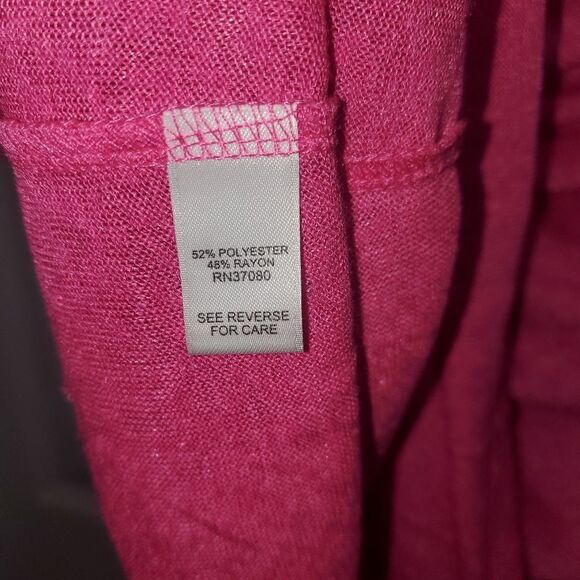 52% POLYESTER
48% RAYON
RN37080
SEE REVERSE
FOR CARE